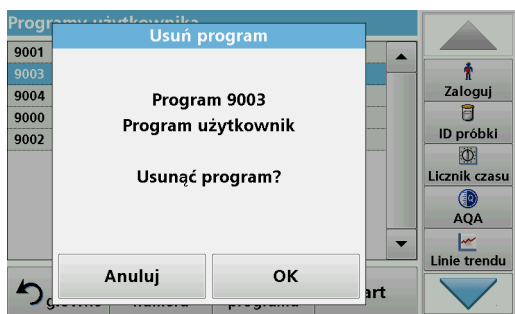 Programy użytkownika
Usuń program
9001
9003
9004
9000
9002
Program 9003
Program użytkownik
Usunąć program?
Anuluj
OK
Zaloguj
ID próbki
Licznik czasu
AQA
Linie trendu